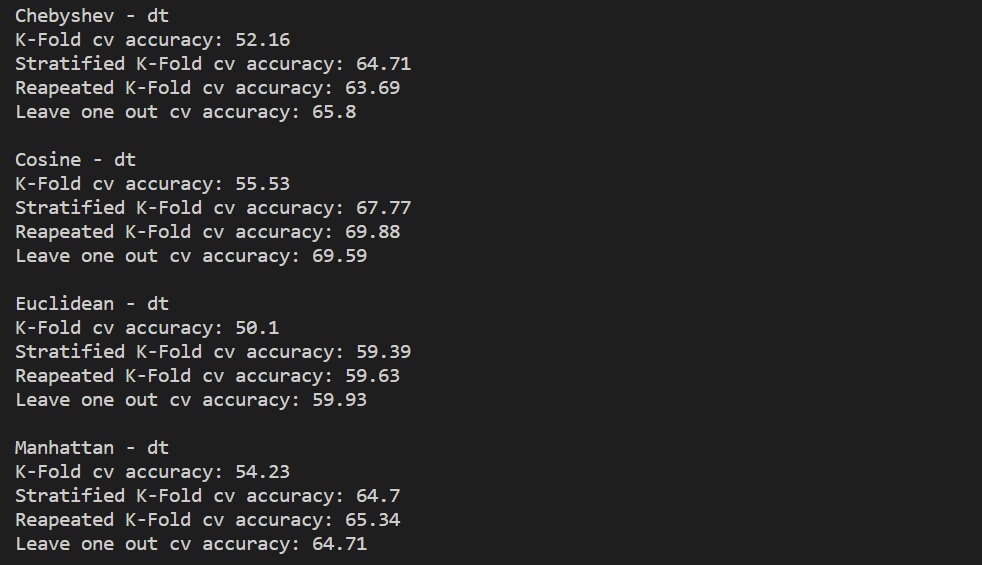 Chebyshev - dt
K-Fold cv accuracy: 52.16
Stratified K-Fold cv accuracy: 64.71
Reapeated K-Fold cv accuracy: 63.69
Leave one out cv accuracy: 65.8
Cosine - dt
K-Fold cv accuracy: 55.53
Stratified K-Fold cv accuracy: 67.77
Reapeated K-Fold cv accuracy: 69.88
Leave one out cv accuracy: 69.59
Euclidean - dt
K-Fold cv accuracy: 50.1
Stratified K-Fold cv accuracy: 59.39
Reapeated K-Fold cv accuracy: 59.63
Leave one out cv accuracy: 59.93
Manhattan - dt
K-Fold cv accuracy: 54.23
Stratified K-Fold cv accuracy: 64.7
Reapeated K-Fold cv accuracy: 65.34
Leave one out cv accuracy: 64.71